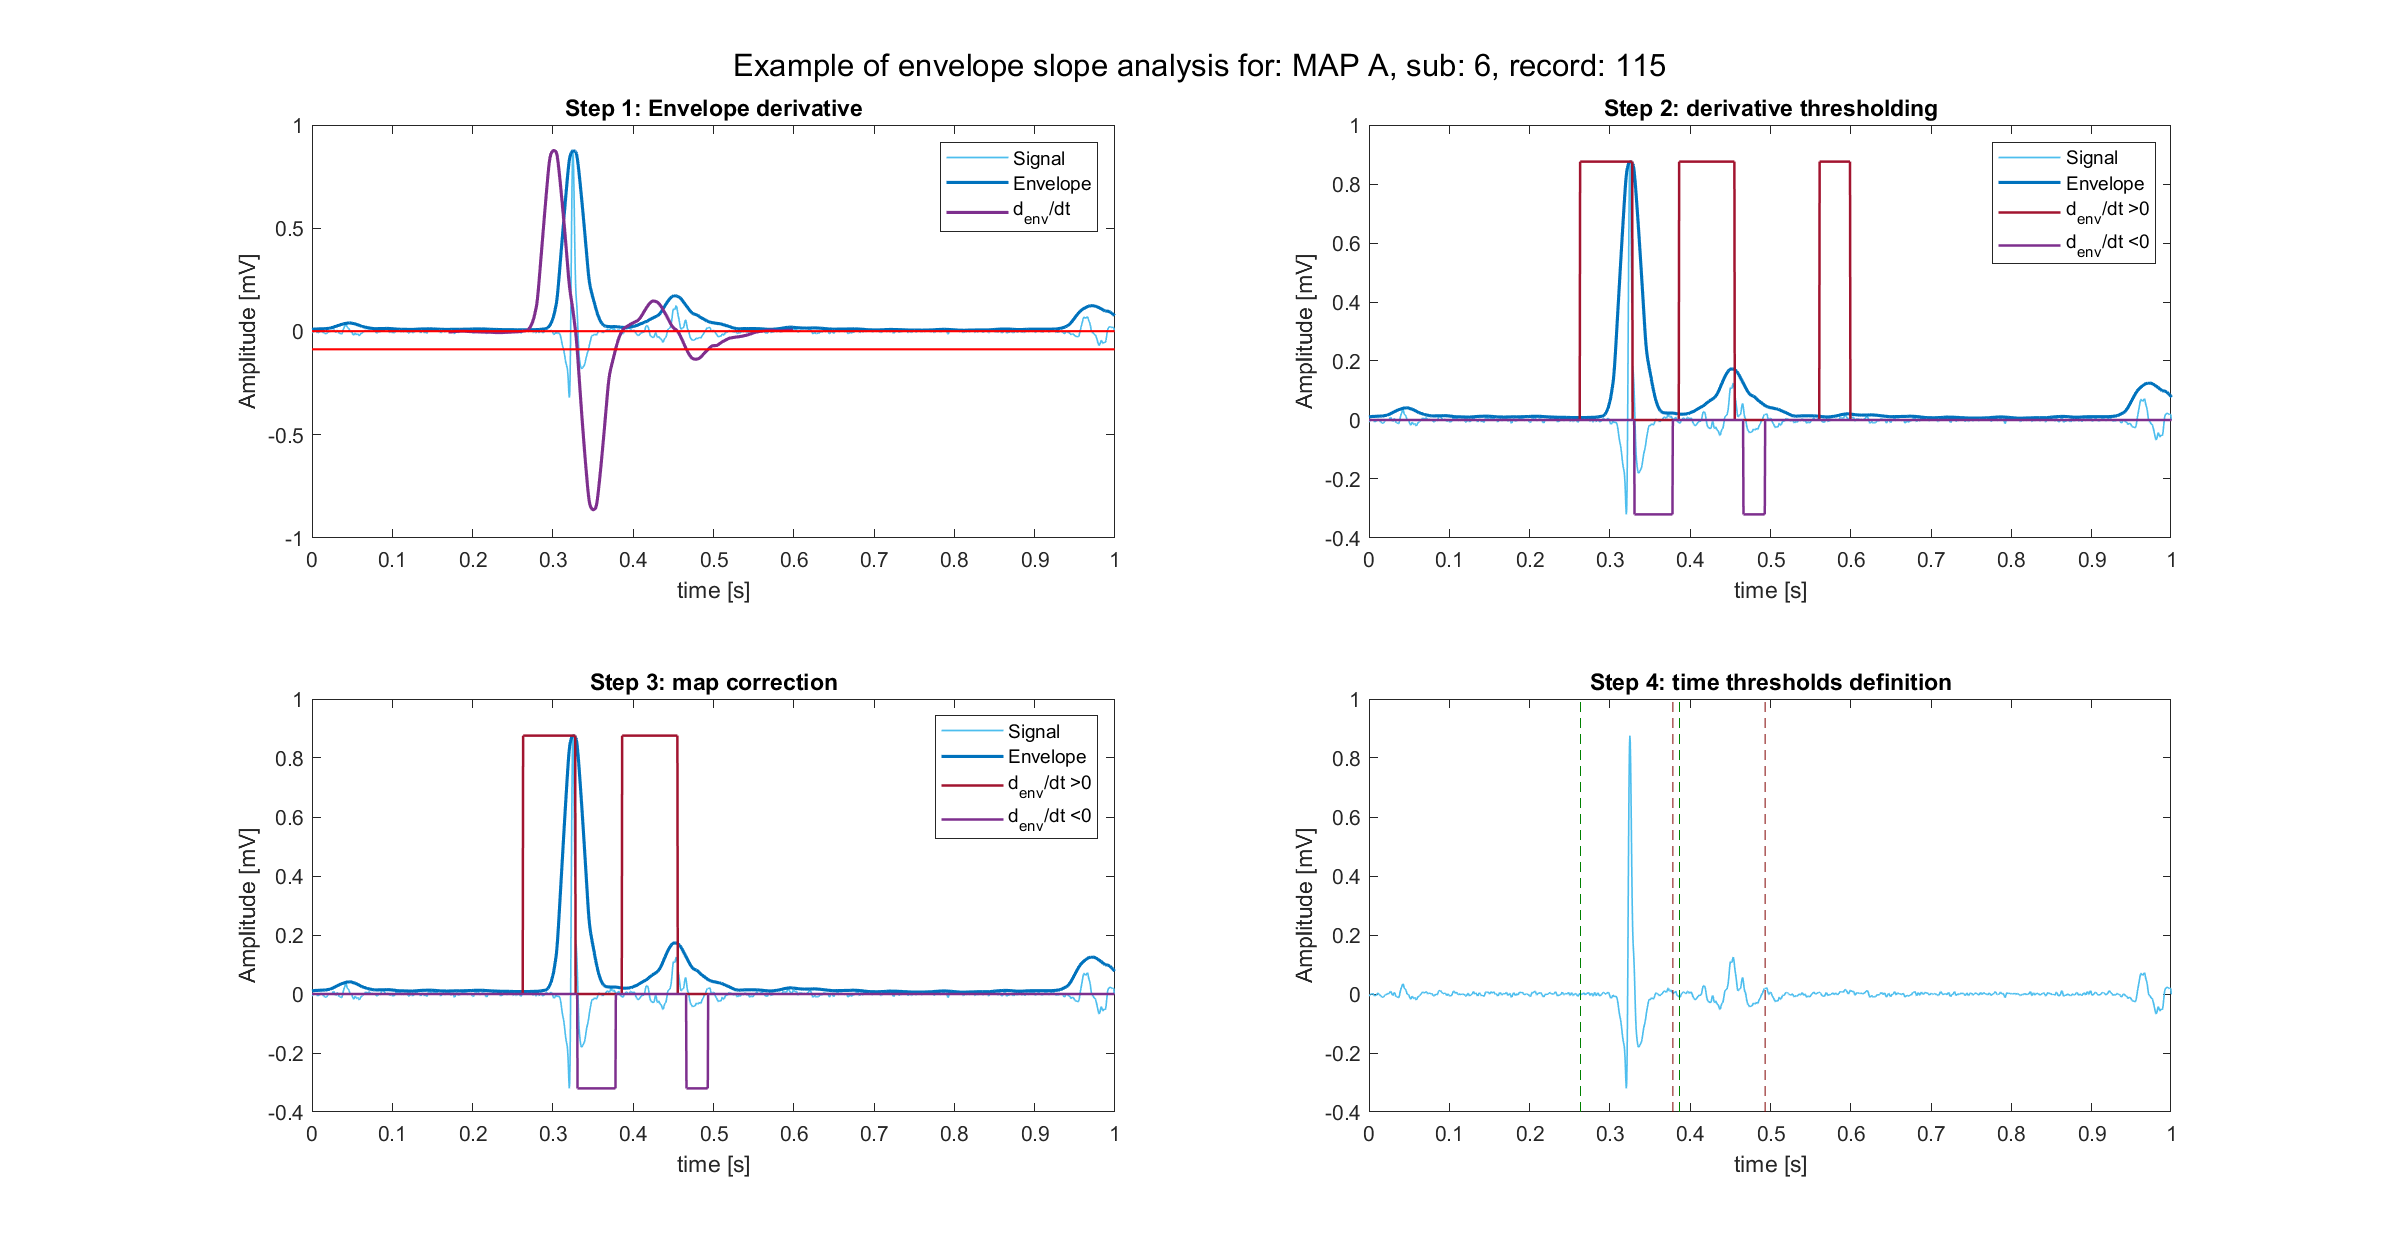 Example of envelope slope analysis for: MAP A, sub: 6, record: 115
Step 1: Envelope derivative
1
0.5
0
-0.5
-1
Amplitude [mV]
0 0.1 0.2 0.3 0.4 0.5 0.6 0.7 0.8 0.9 1
time [s]
Signal
Envelope
d_env/dt
Step 2: derivative thresholding
1
0.8
0.6
0.4
0.2
0
-0.2
-0.4
Amplitude [mV]
0 0.1 0.2 0.3 0.4 0.5 0.6 0.7 0.8 0.9 1
time [s]
Signal
Envelope
d_env/dt >0
d_env/dt <0
Step 3: map correction
1
0.8
0.6
0.4
0.2
0
-0.2
-0.4
Amplitude [mV]
0 0.1 0.2 0.3 0.4 0.5 0.6 0.7 0.8 0.9 1
time [s]
Signal
Envelope
d_env/dt >0
d_env/dt <0
Step 4: time thresholds definition
1
0.8
0.6
0.4
0.2
0
-0.2
-0.4
Amplitude [mV]
0 0.1 0.2 0.3 0.4 0.5 0.6 0.7 0.8 0.9 1
time [s]